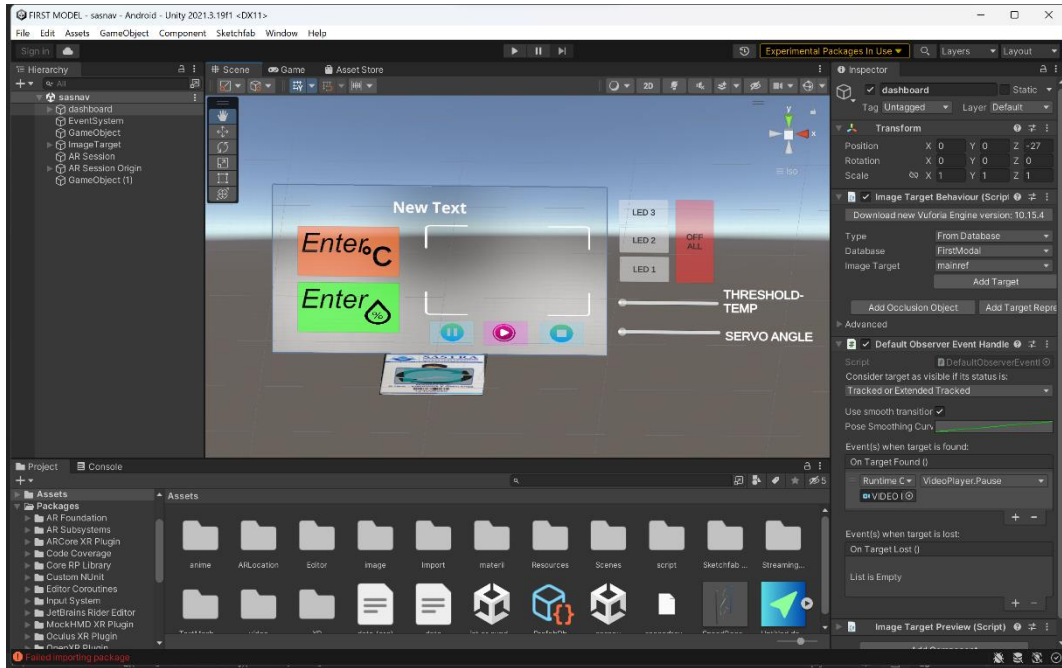 FIRST MODEL - sasnav - Android - Unity 2021.3.19f1 <DX11>
File Edit Assets GameObject Component Sketchfab Window Help
Sign in
Experimental Packages In Use
Layers
Layout
Hierarchy
All
sasnav
dashboard
EventSystem
GameObject
ImageTarget
AR Session
AR Session Origin
GameObject (1)
Scene Game Asset Store
2D
y
x
Iso
New Text
Enter °C
Enter %
LED 3
LED 2
LED 1
OFF
ALL
THRESHOLD-
TEMP
SERVO ANGLE
SASTRA
Inspector
dashboard Static
Tag Untagged Layer Default
Transform
Position X 0 Y 0 Z -27
Rotation X 0 Y 0 Z 0
Scale X 1 Y 1 Z 1
Image Target Behaviour (Script
Download new Vuforia Engine version: 10.15.4
Type From Database
Database FirstModal
Image Target mainref
Add Target
Add Occlusion Object Add Target Repre
Advanced
Default Observer Event Handle
Script DefaultObserverEventI
Consider target as visible if its status is:
Tracked or Extended Tracked
Use smooth transitior
Pose Smoothing Curv
Event(s) when target is found:
On Target Found ()
Runtime C VideoPlayer.Pause
VIDEO
+ -
Event(s) when target is lost:
On Target Lost ()
List is Empty
+ -
Image Target Preview (Script)
Project Console
5
Assets
Packages
AR Foundation
AR Subsystems
ARCore XR Plugin
Code Coverage
Core RP Library
Custom NUnit
Editor Coroutines
Input System
JetBrains Rider Editor
MockHMD XR Plugin
Oculus XR Plugin
Assets
anime ARLocation Editor image Import materil Resources Scenes script Sketchfab ... Streaming...
Failed importing package